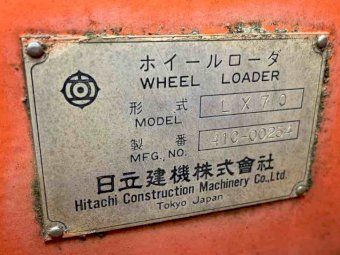 ホイールローダ
WHEEL LOADER
形式 LX70
MODEL
製番 41C-00254
MFG., NO.
日立建機株式會社
Hitachi Construction Machinery Co., Ltd.
Tokyo Japan